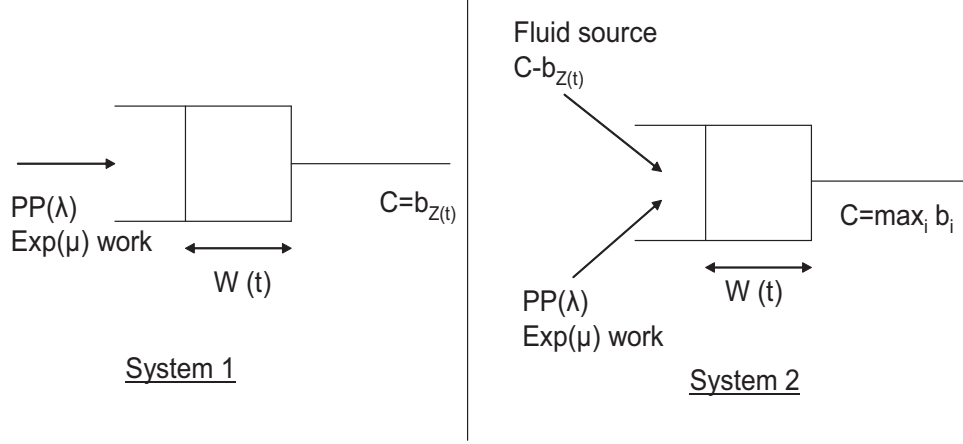 PP(λ)
Exp(μ) work
W (t)
C=b_{Z(t)}
System 1
Fluid source
C-b_{Z(t)}
PP(λ)
Exp(μ) work
W (t)
C=max_i b_i
System 2